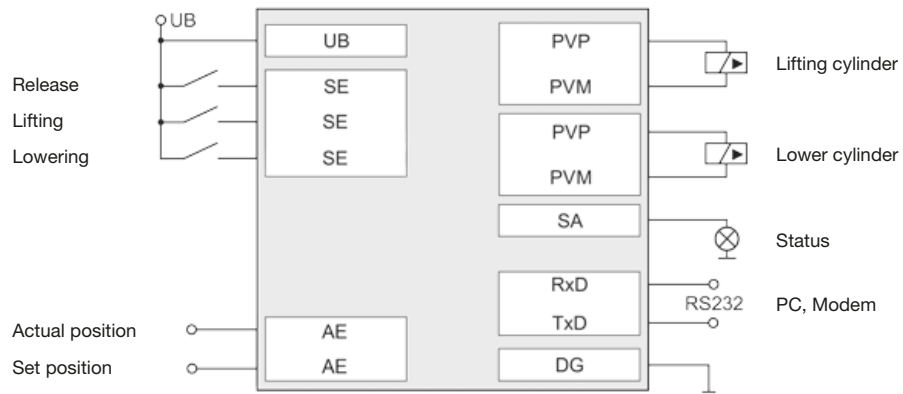 UB
UB
PVP
Release
SE
PVM
Lifting cylinder
Lifting
SE
Lowering
SE
PVP
PVM
Lower cylinder
SA
Status
RxD
TxD
RS232
PC, Modem
Actual position
AE
Set position
AE
DG